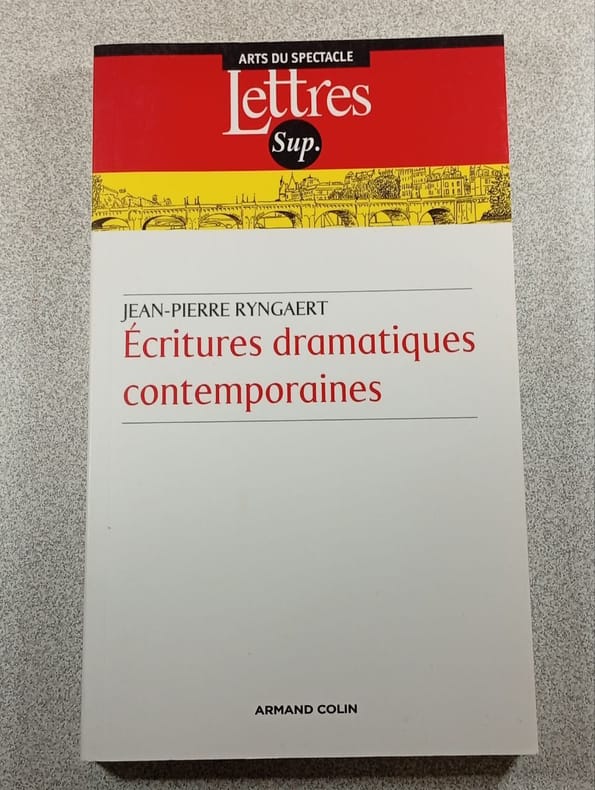 ARTS DU SPECTACLE
Lettres
Sup.
JEAN-PIERRE RYNGAERT
Écritures dramatiques
contemporaines
ARMAND COLIN